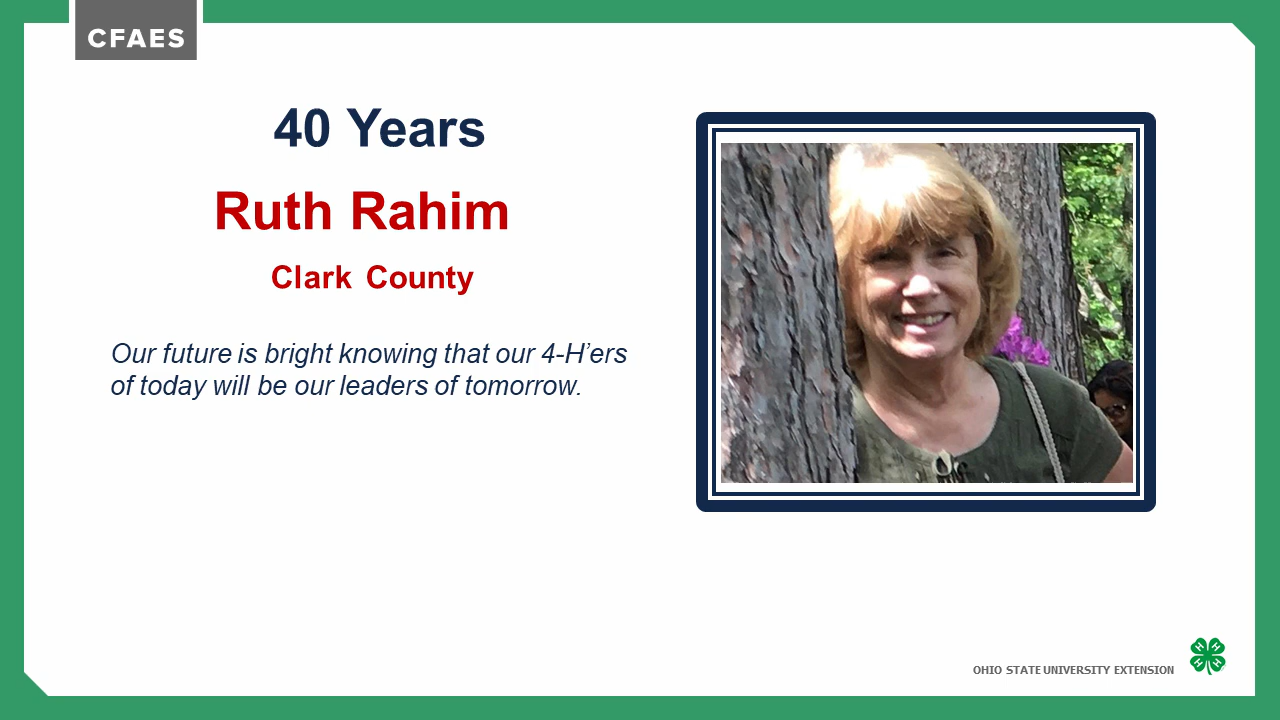 CFAES
40 Years
Ruth Rahim
Clark County
Our future is bright knowing that our 4-H’ers
of today will be our leaders of tomorrow.
OHIO STATE UNIVERSITY EXTENSION
H H
H H